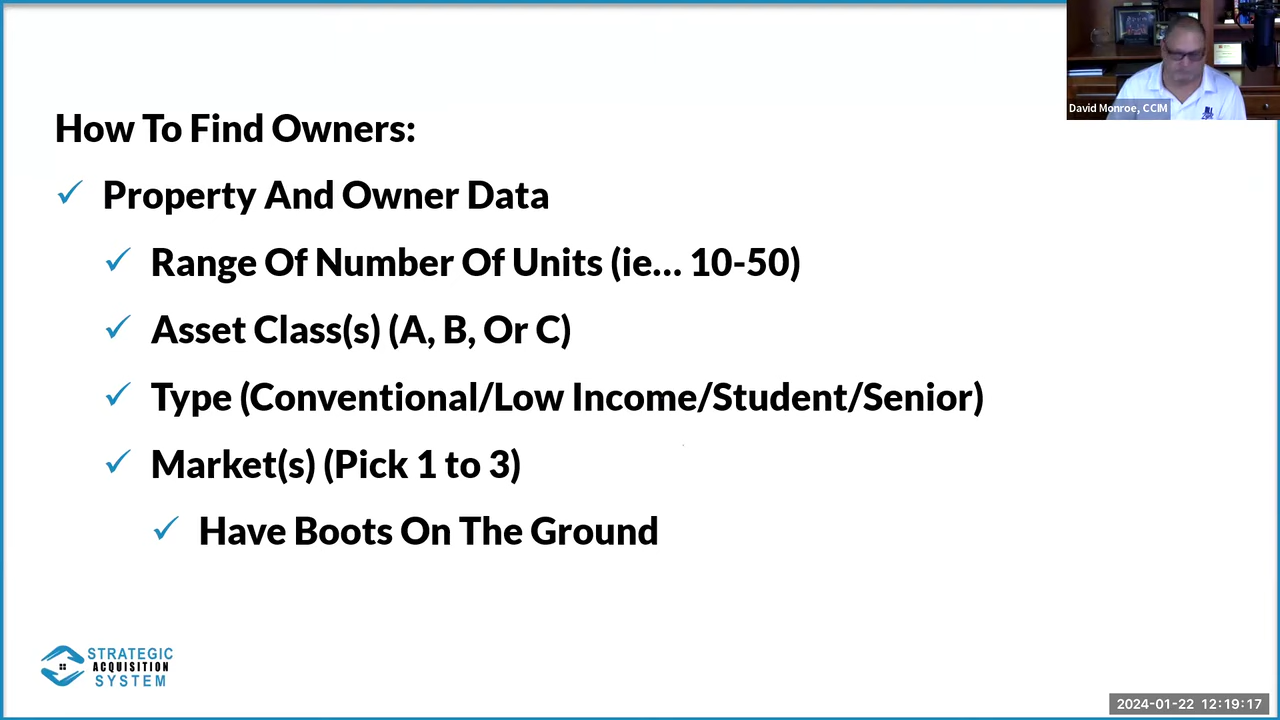 How To Find Owners:
Property And Owner Data
Range Of Number Of Units (ie... 10-50)
Asset Class(s) (A, B, Or C)
Type (Conventional/Low Income/Student/Senior)
Market(s) (Pick 1 to 3)
Have Boots On The Ground
David Monroe, CCIM
STRATEGIC
ACQUISITION
SYSTEM
2024-01-22 12:19:17